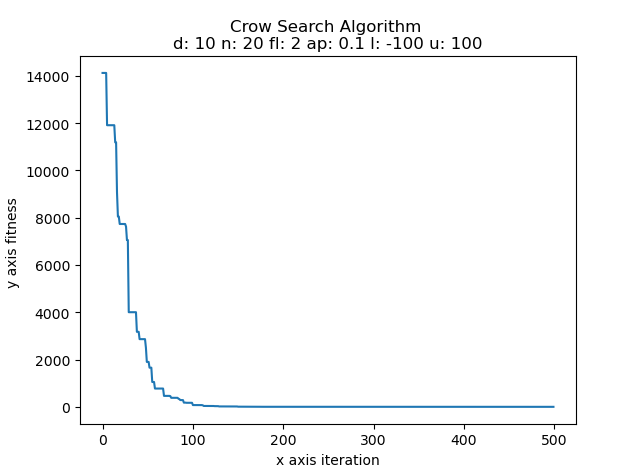 Crow Search Algorithm
d: 10 n: 20 fl: 2 ap: 0.1 l: -100 u: 100
14000
12000
10000
8000
6000
4000
2000
0
y axis fitness
0 100 200 300 400 500
x axis iteration